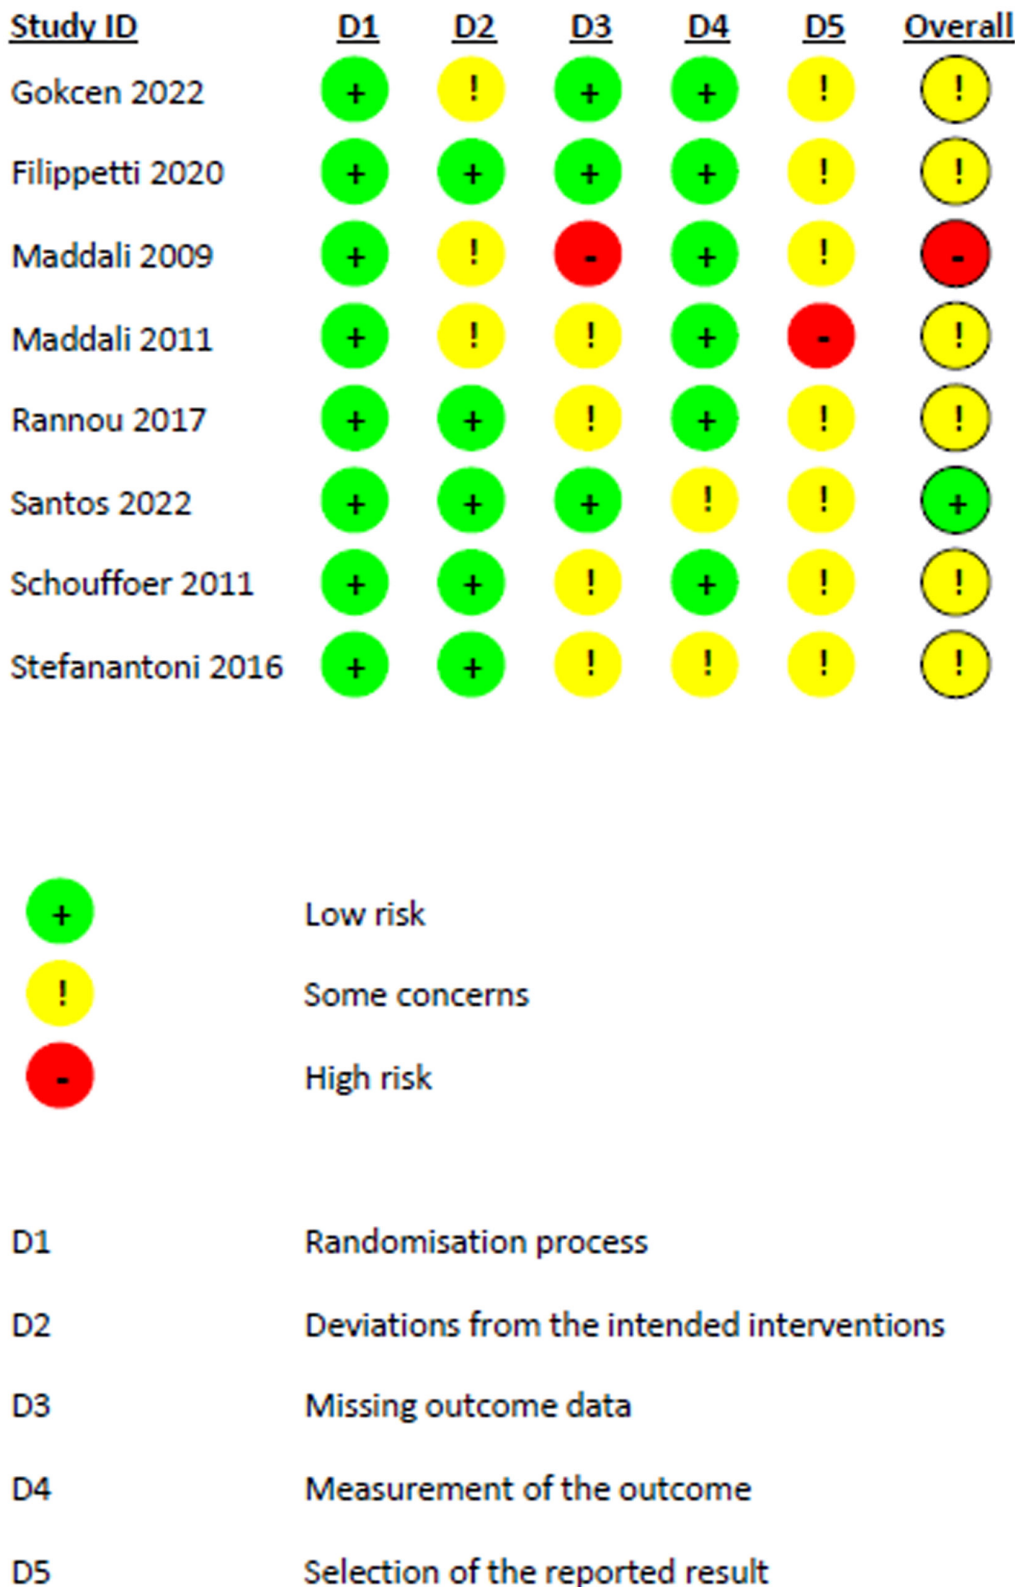 Study ID D1 D2 D3 D4 D5 Overall
Gokcen 2022 + ! + + ! !
Filippetti 2020 + + + + ! !
Maddali 2009 + ! - + ! -
Maddali 2011 + ! ! + - !
Rannou 2017 + + ! + ! !
Santos 2022 + + + ! ! +
Schouffoer 2011 + + ! + ! !
Stefanantoni 2016 + + ! ! ! !
+ Low risk
! Some concerns
- High risk
D1 Randomisation process
D2 Deviations from the intended interventions
D3 Missing outcome data
D4 Measurement of the outcome
D5 Selection of the reported result